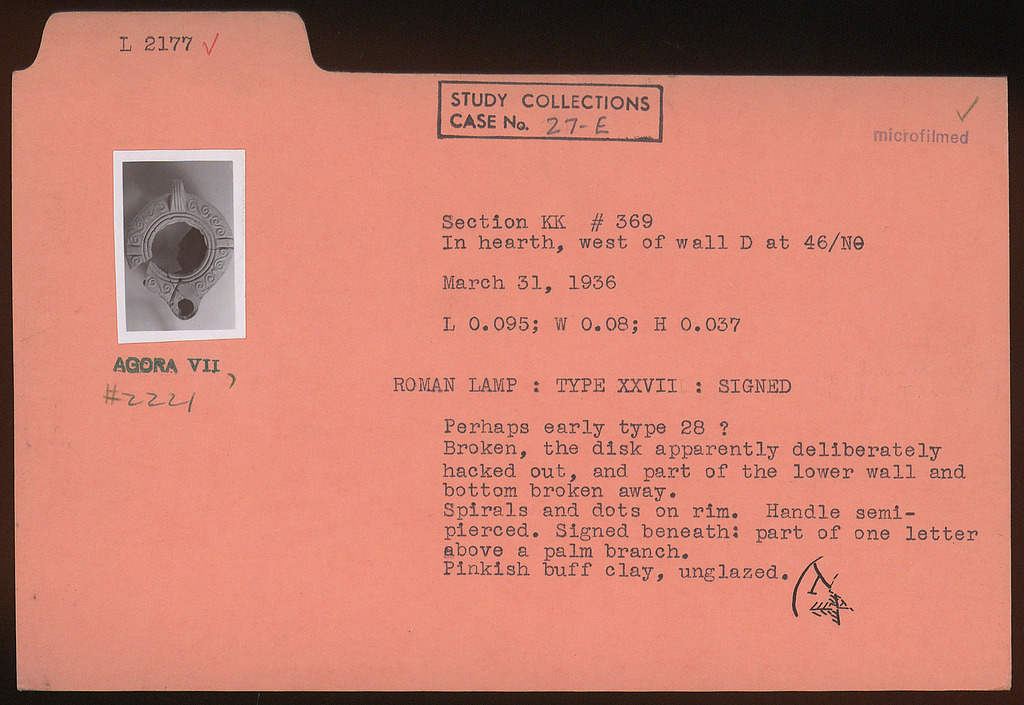 L 2177 ✓
STUDY COLLECTIONS
CASE No. 27-E
✓
microfilmed
Section KK # 369
In hearth, west of wall D at 46/NΘ
March 31, 1936
L 0.095; W 0.08; H 0.037
AGORA VII,
#2221
ROMAN LAMP : TYPE XXVII : SIGNED
Perhaps early type 28 ?
Broken, the disk apparently deliberately
hacked out, and part of the lower wall and
bottom broken away.
Spirals and dots on rim. Handle semi-
pierced. Signed beneath: part of one letter
above a palm branch.
Pinkish buff clay, unglazed.